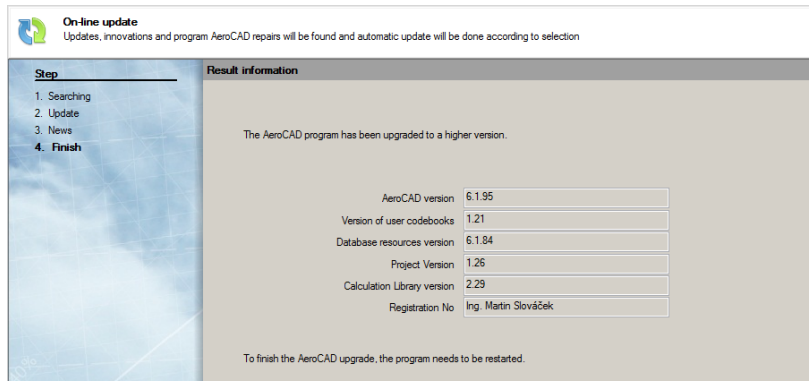 On-line update
Updates, innovations and program AeroCAD repairs will be found and automatic update will be done according to selection
Step
1. Searching
2. Update
3. News
4. Finish
Result information
The AeroCAD program has been upgraded to a higher version.
AeroCAD version 6.1.95
Version of user codebooks 1.21
Database resources version 6.1.84
Project Version 1.26
Calculation Library version 2.29
Registration No Ing. Martin Slováček
To finish the AeroCAD upgrade, the program needs to be restarted.